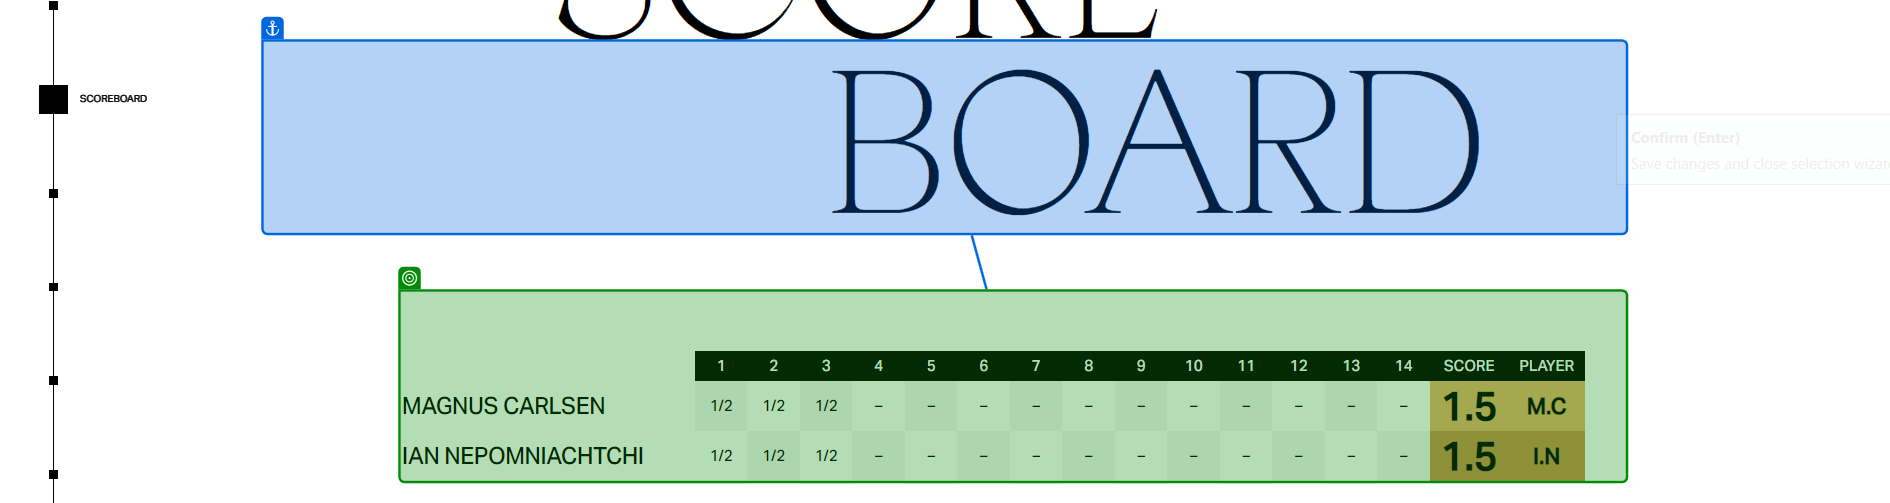 SCORE
BOARD
SCOREBOARD
Confirm (Enter)
Save changes and close selection
1 2 3 4 5 6 7 8 9 10 11 12 13 14 SCORE PLAYER
MAGNUS CARLSEN 1/2 1/2 1/2 – – – – – – – – – – – 1.5 M.C
IAN NEPOMNIACHTCHI 1/2 1/2 1/2 – – – – – – – – – – – 1.5 I.N